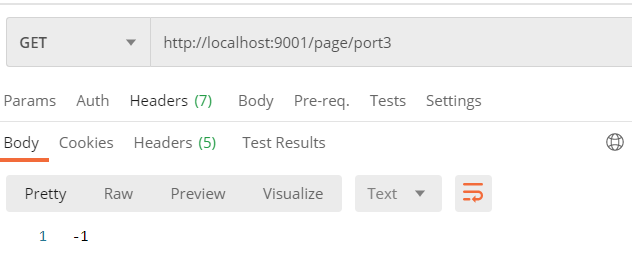 GET http://localhost:9001/page/port3
Params Auth Headers (7) Body Pre-req. Tests Settings
Body Cookies Headers (5) Test Results
Pretty Raw Preview Visualize Text
1 -1